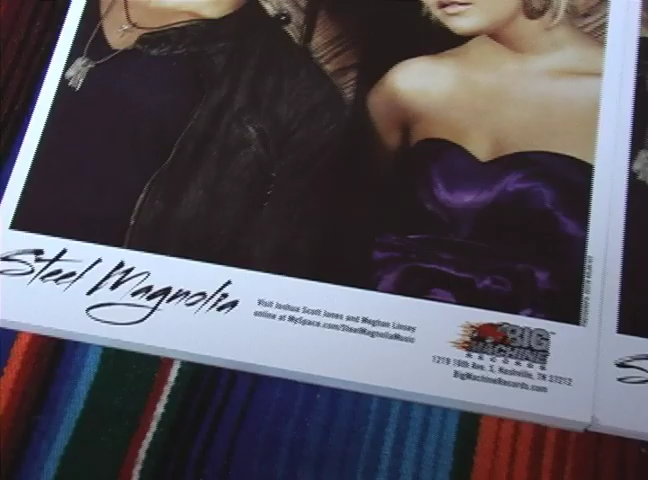 Steel Magnolia
Visit Joshua Scott Jones and Meghan Linsey
online at MySpace.com/SteelMagnoliaMusic
BIG
MACHINE
RECORDS
1219 16th Ave. S, Nashville, TN 37212
BigMachineRecords.com